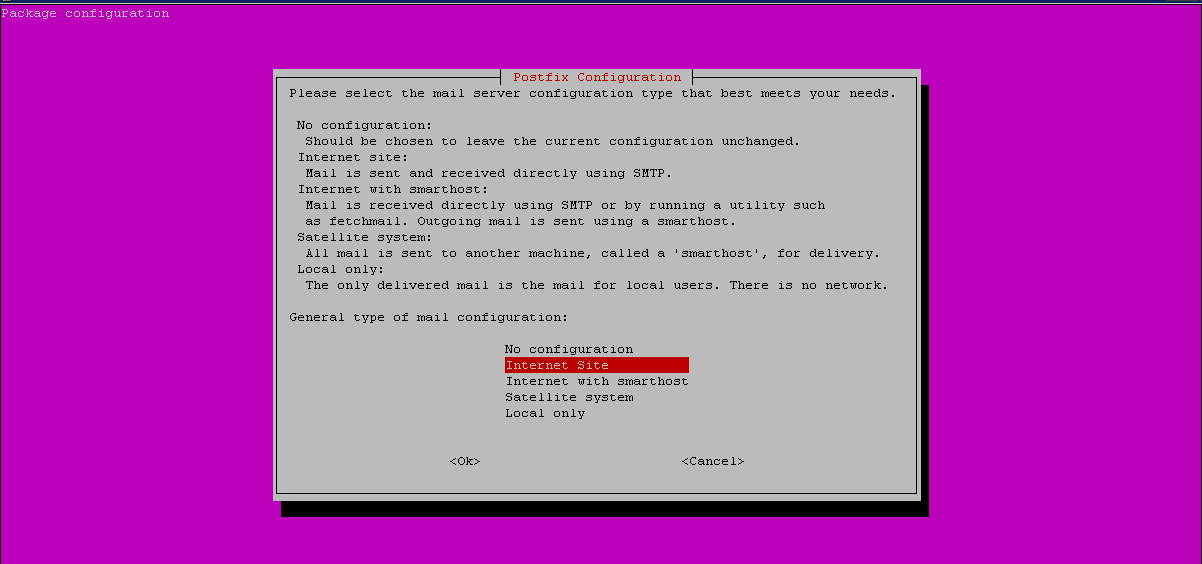 Package configuration
Postfix Configuration
Please select the mail server configuration type that best meets your needs.
No configuration:
Should be chosen to leave the current configuration unchanged.
Internet site:
Mail is sent and received directly using SMTP.
Internet with smarthost:
Mail is received directly using SMTP or by running a utility such
as fetchmail. Outgoing mail is sent using a smarthost.
Satellite system:
All mail is sent to another machine, called a 'smarthost', for delivery.
Local only:
The only delivered mail is the mail for local users. There is no network.
General type of mail configuration:
No configuration
Internet Site
Internet with smarthost
Satellite system
Local only
<Ok> <Cancel>